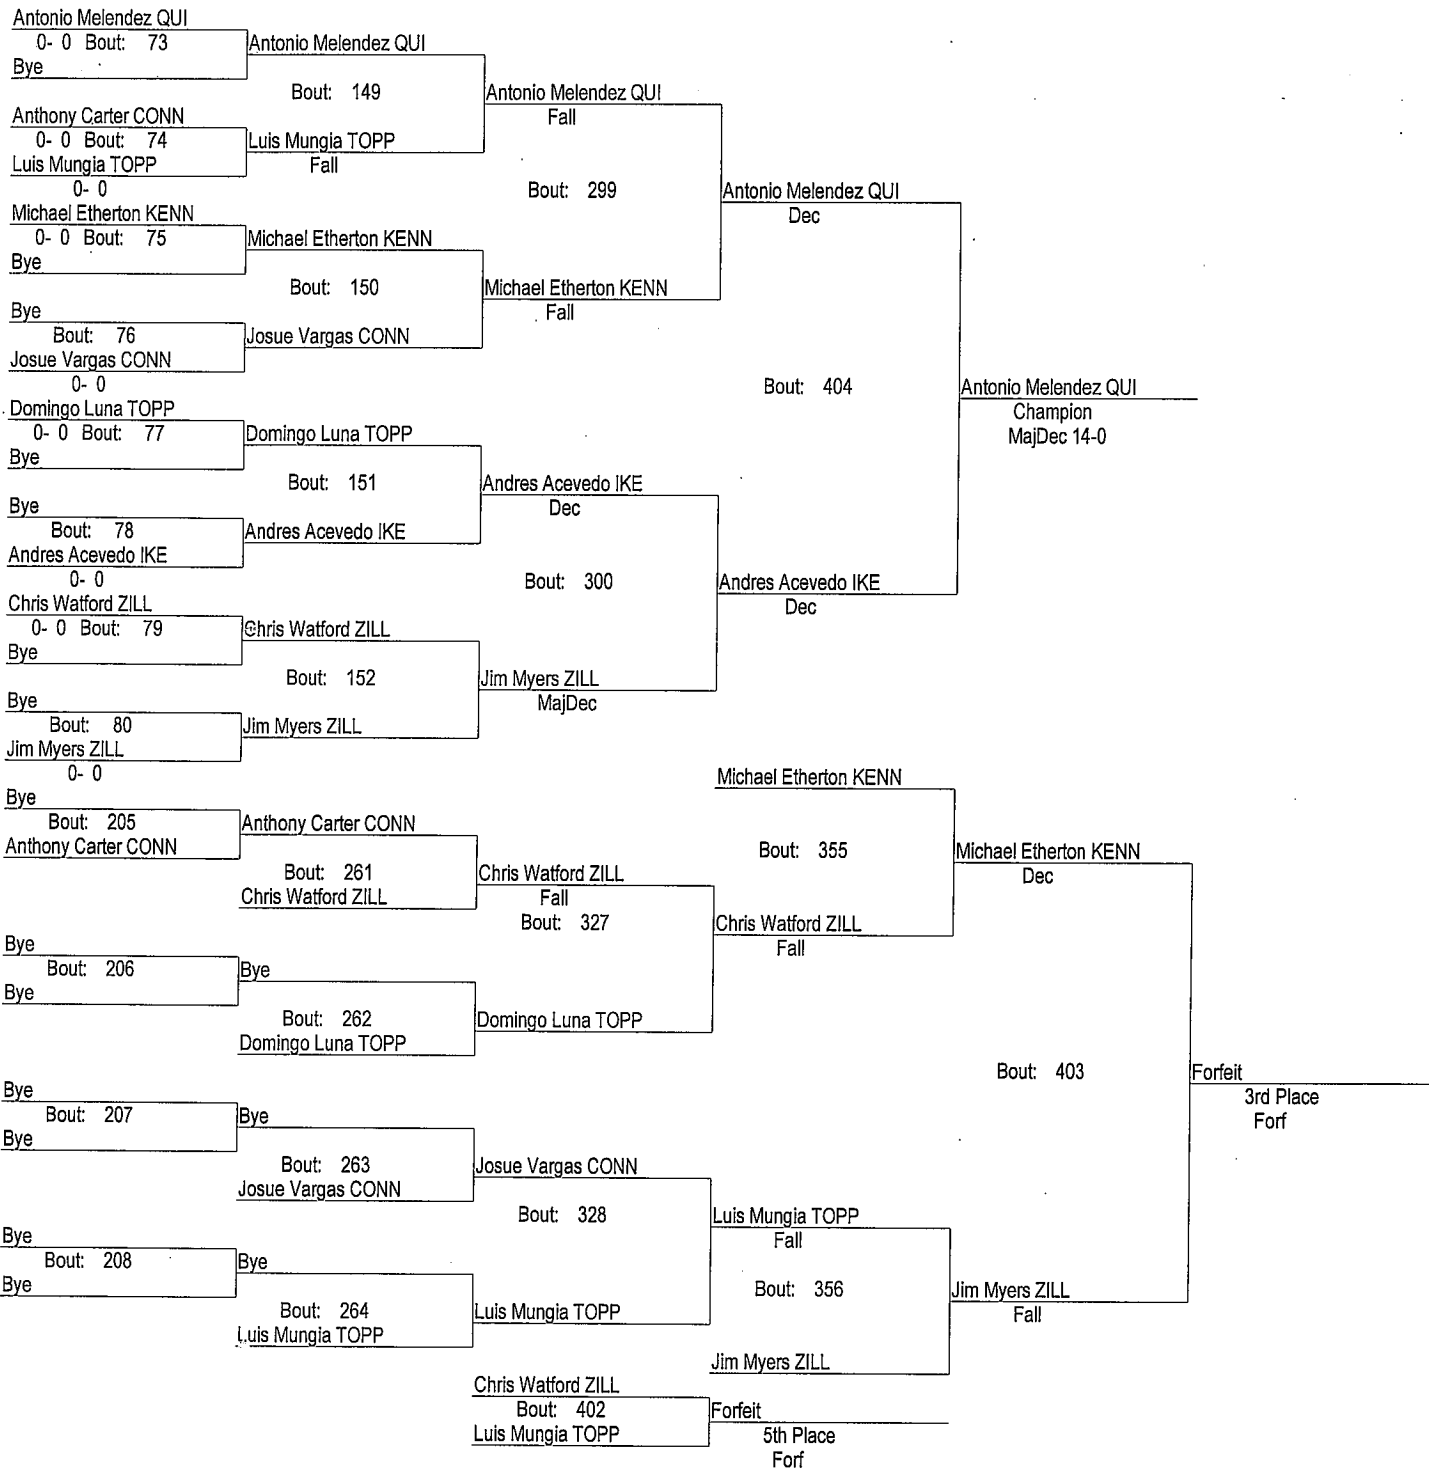 Antonio Melendez QUI
0- 0 Bout: 73
Bye
Antonio Melendez QUI
Bout: 149
Anthony Carter CONN
0- 0 Bout: 74
Luis Mungia TOPP
0- 0
Luis Mungia TOPP
Fall
Antonio Melendez QUI
Fall
Bout: 299
Michael Etherton KENN
0- 0 Bout: 75
Bye
Michael Etherton KENN
Bout: 150
Bye
Bout: 76
Josue Vargas CONN
0- 0
Josue Vargas CONN
Michael Etherton KENN
Fall
Antonio Melendez QUI
Dec
Bout: 404
Antonio Melendez QUI
Champion
MajDec 14-0
Domingo Luna TOPP
0- 0 Bout: 77
Bye
Domingo Luna TOPP
Bout: 151
Bye
Bout: 78
Andres Acevedo IKE
0- 0
Andres Acevedo IKE
Andres Acevedo IKE
Dec
Bout: 300
Andres Acevedo IKE
Dec
Chris Watford ZILL
0- 0 Bout: 79
Bye
Chris Watford ZILL
Bout: 152
Bye
Bout: 80
Jim Myers ZILL
0- 0
Jim Myers ZILL
Jim Myers ZILL
MajDec
Bye
Bout: 205
Anthony Carter CONN
Anthony Carter CONN
Bout: 261
Chris Watford ZILL
Chris Watford ZILL
Fall
Bout: 327
Michael Etherton KENN
Bout: 355
Chris Watford ZILL
Fall
Michael Etherton KENN
Dec
Bye
Bout: 206
Bye
Bye
Bout: 262
Domingo Luna TOPP
Domingo Luna TOPP
Bout: 403
Forfeit
3rd Place
Forf
Bye
Bout: 207
Bye
Bye
Bout: 263
Josue Vargas CONN
Josue Vargas CONN
Bout: 328
Luis Mungia TOPP
Fall
Bye
Bout: 208
Bye
Bye
Bout: 264
Luis Mungia TOPP
Luis Mungia TOPP
Bout: 356
Jim Myers ZILL
Fall
Jim Myers ZILL
Chris Watford ZILL
Bout: 402
Luis Mungia TOPP
Forfeit
5th Place
Forf